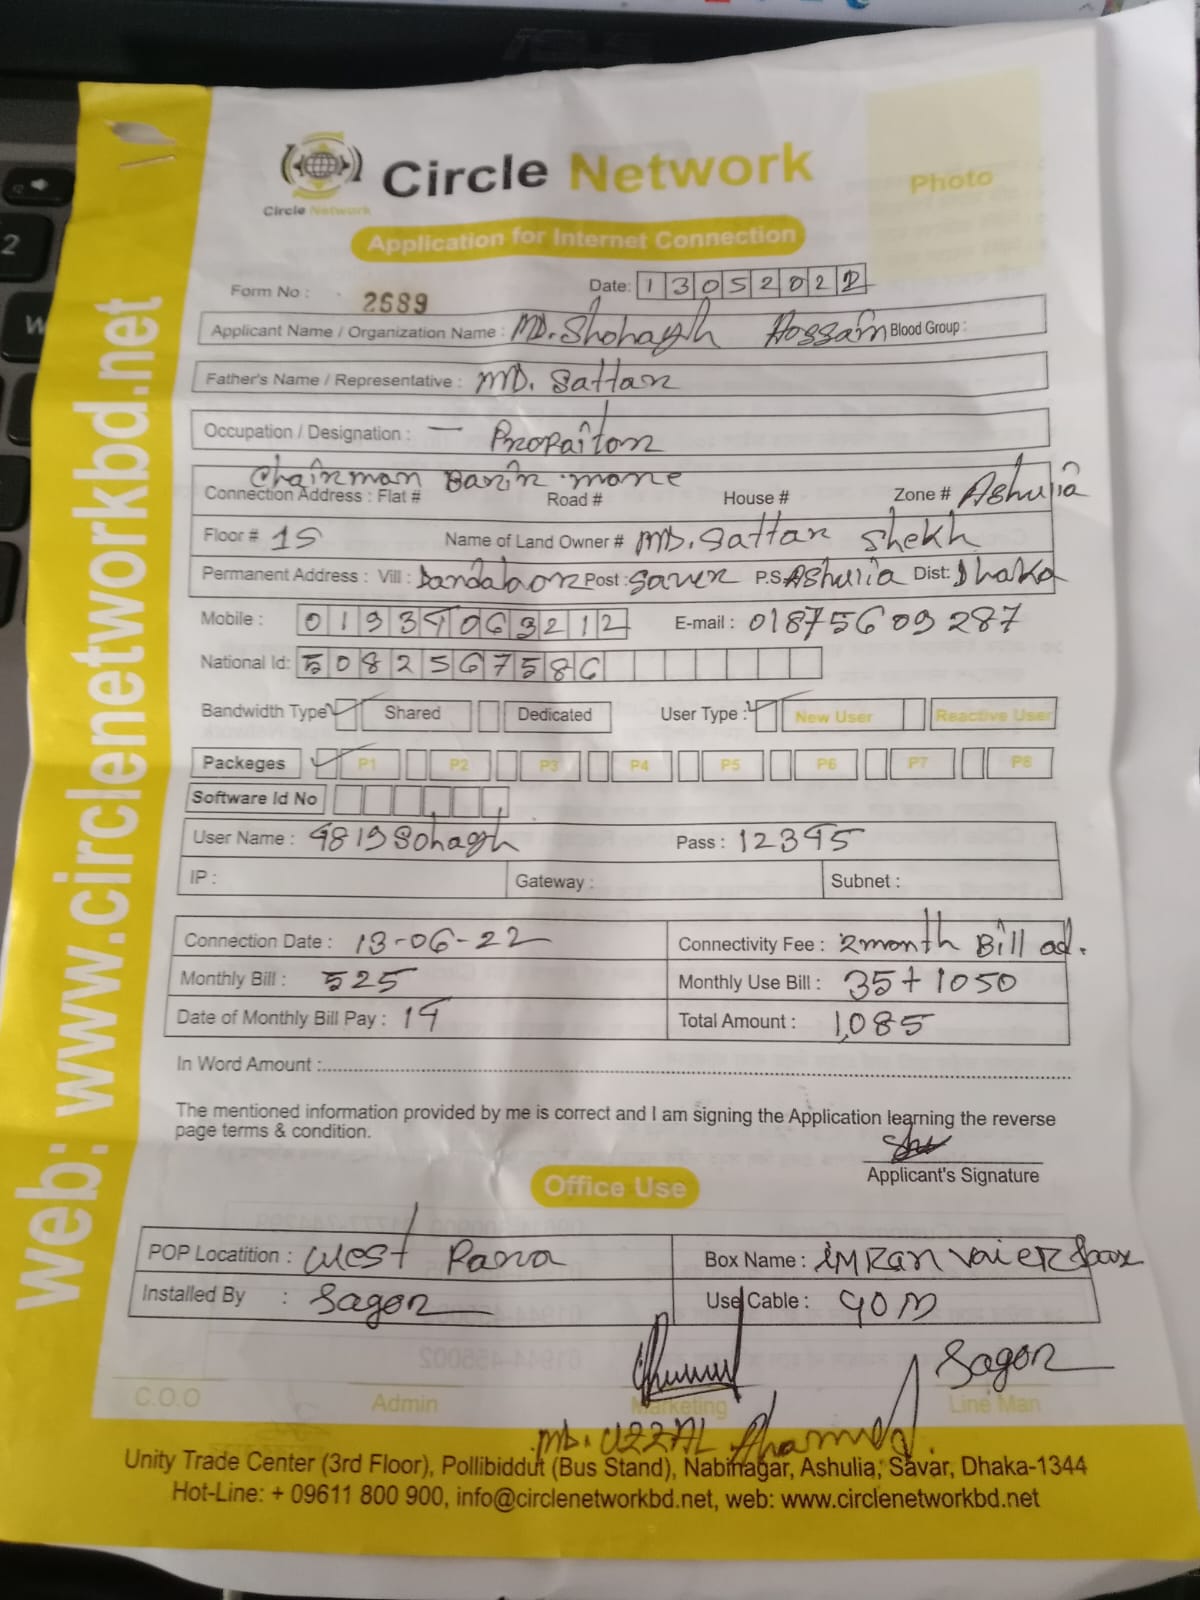 web: www.circlenetworkbd.net
Circle Network
Circle Network
Photo
Application for Internet Connection
Form No : 2689 Date: 13052022
Applicant Name / Organization Name : MD. Shohagh Hossain Blood Group :
Father's Name / Representative : MD. Sattar
Occupation / Designation : — Propaitor
Chairman Barir more
Connection Address : Flat # Road # House # Zone # Ashulia
Floor # Name of Land Owner # MD. Sattar Shekh
Permanent Address : Vill : Post : Saver P.S. Ashulia Dist: Dhaka
Mobile : 01934063212 E-mail : 01875609287
National Id: 5082567586
Bandwidth Type Shared Dedicated User Type : New User Reactive User
Packeges P1 P2 P3 P4 P5 P6 P7 P8
Software Id No
User Name : 4819Sohagh Pass : 12345
IP : Gateway : Subnet :
Connection Date : 13-06-22 Connectivity Fee : 2month Bill ad.
Monthly Bill : 525 Monthly Use Bill : 35+1050
Date of Monthly Bill Pay : 14 Total Amount : 1,085
In Word Amount :
The mentioned information provided by me is correct and I am signing the Application learning the reverse
page terms & condition.
Applicant's Signature
Office Use
POP Locatition : West Para Box Name : IMRan Vaier
Installed By : Sagor Use Cable : 90M
Sagor
C.O.O Admin Marketing Line Man
MD. UZZAL Ahamed.
Unity Trade Center (3rd Floor), Pollibiddut (Bus Stand), Nabinagar, Ashulia, Savar, Dhaka-1344
Hot-Line: + 09611 800 900, info@circlenetworkbd.net, web: www.circlenetworkbd.net